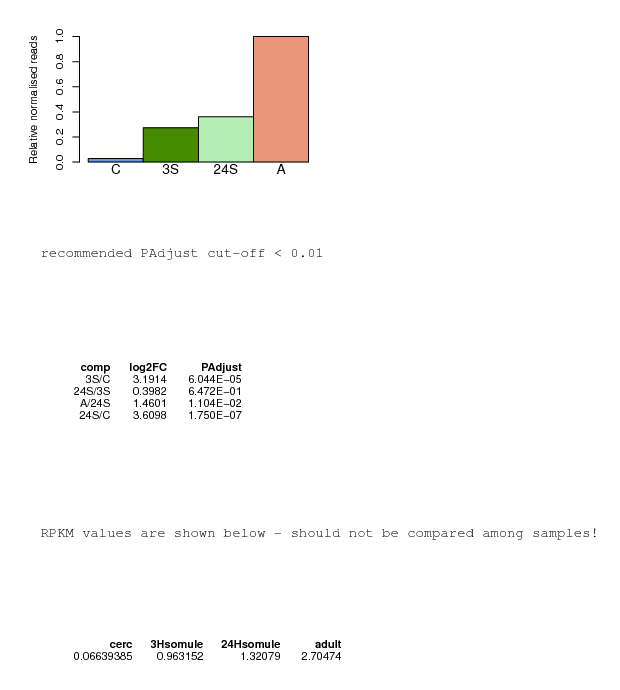 Relative normalised reads
1.0
0.8
0.6
0.4
0.2
0.0
C 3S 24S A
recommended PAdjust cut-off < 0.01
comp log2FC PAdjust
3S/C 3.1914 6.044E-05
24S/3S 0.3982 6.472E-01
A/24S 1.4601 1.104E-02
24S/C 3.6098 1.750E-07
RPKM values are shown below - should not be compared among samples!
cerc 3Hsomule 24Hsomule adult
0.06639385 0.963152 1.32079 2.70474